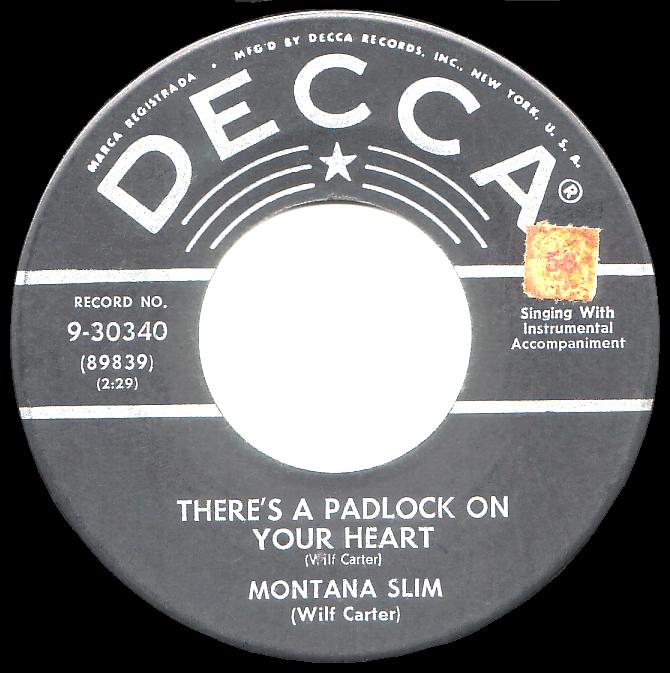 MARCA REGISTRADA • MFG'D BY DECCA RECORDS, INC., NEW YORK, U. S. A.
DECCA®
RECORD NO.
9-30340
(89839)
(2:29)
Singing With
Instrumental
Accompaniment
THERE'S A PADLOCK ON
YOUR HEART
(Wilf Carter)
MONTANA SLIM
(Wilf Carter)